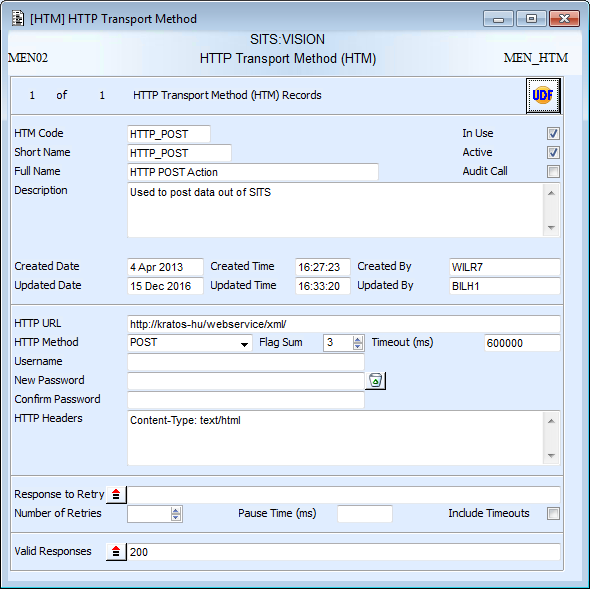 [HTM] HTTP Transport Method
SITS:VISION
MEN02 HTTP Transport Method (HTM) MEN_HTM
1 of 1 HTTP Transport Method (HTM) Records UDF
HTM Code HTTP_POST In Use
Short Name HTTP_POST Active
Full Name HTTP POST Action Audit Call
Description Used to post data out of SITS
Created Date 4 Apr 2013 Created Time 16:27:23 Created By WILR7
Updated Date 15 Dec 2016 Updated Time 16:33:20 Updated By BILH1
HTTP URL http://kratos-hu/webservice/xml/
HTTP Method POST Flag Sum 3 Timeout (ms) 600000
Username
New Password
Confirm Password
HTTP Headers Content-Type: text/html
Response to Retry
Number of Retries Pause Time (ms) Include Timeouts
Valid Responses 200